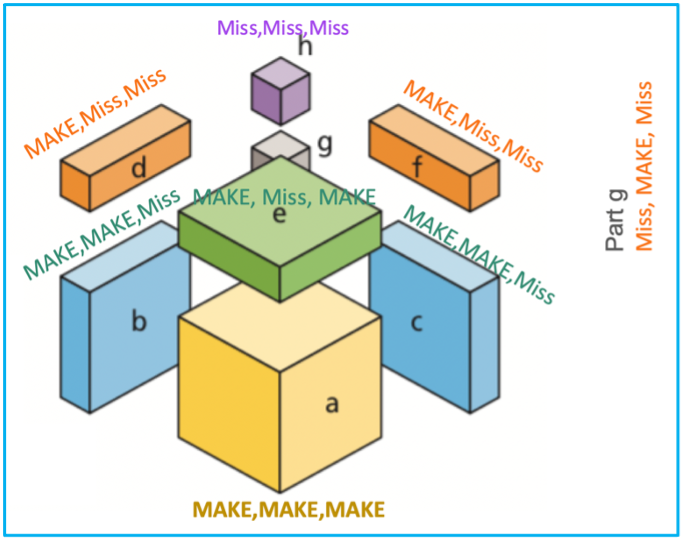 Miss,Miss,Miss
h
MAKE,Miss,Miss
MAKE,Miss,Miss
g
d
f
MAKE, Miss, MAKE
e
MAKE,MAKE,Miss
MAKE,MAKE,Miss
b
c
a
MAKE,MAKE,MAKE
Part g
Miss, MAKE, Miss